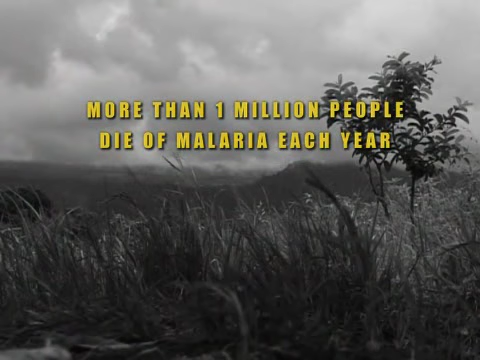 MORE THAN 1 MILLION PEOPLE
DIE OF MALARIA EACH YEAR